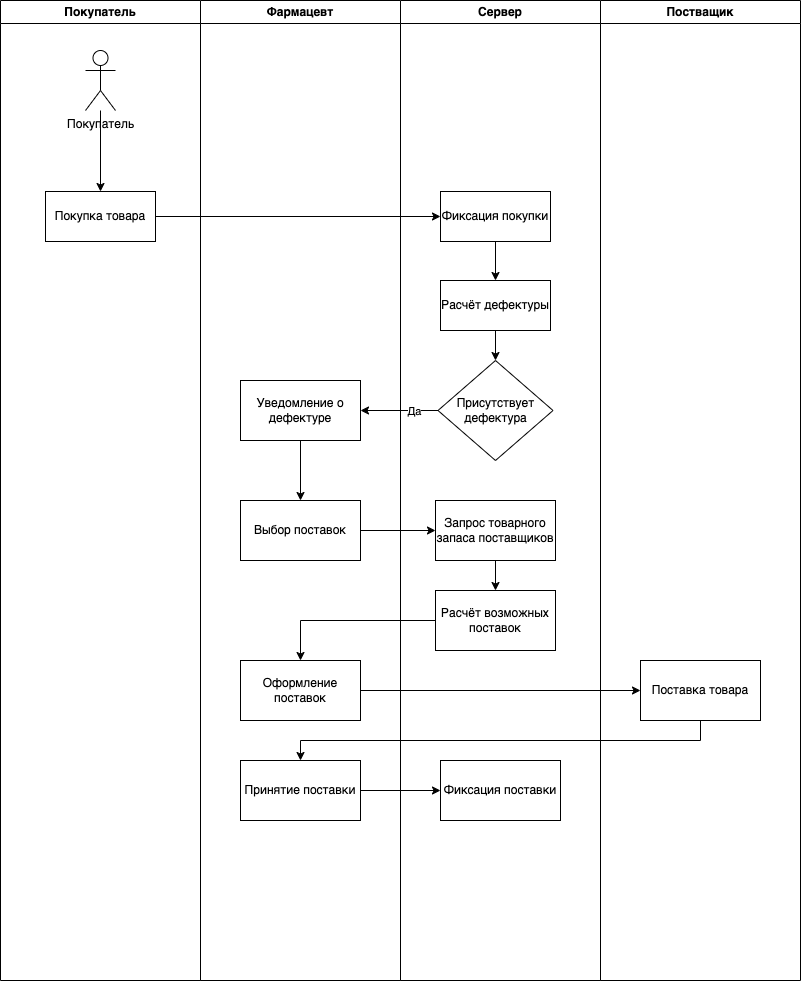 Покупатель
Фармацевт
Сервер
Поставщик
Покупатель
Покупка товара
Фиксация покупки
Расчёт дефектуры
Присутствует
дефектура
Да
Уведомление о
дефектуре
Выбор поставок
Запрос товарного
запаса поставщиков
Расчёт возможных
поставок
Оформление
поставок
Поставка товара
Принятие поставки
Фиксация поставки